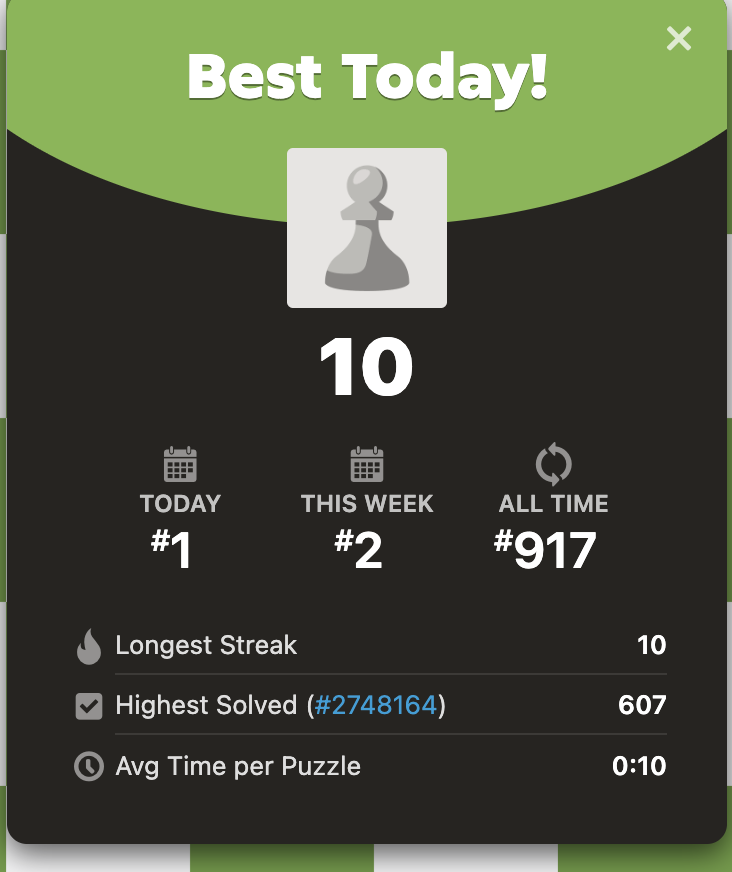 Best Today!
10
TODAY THIS WEEK ALL TIME
#1 #2 #917
Longest Streak 10
Highest Solved (#2748164) 607
Avg Time per Puzzle 0:10